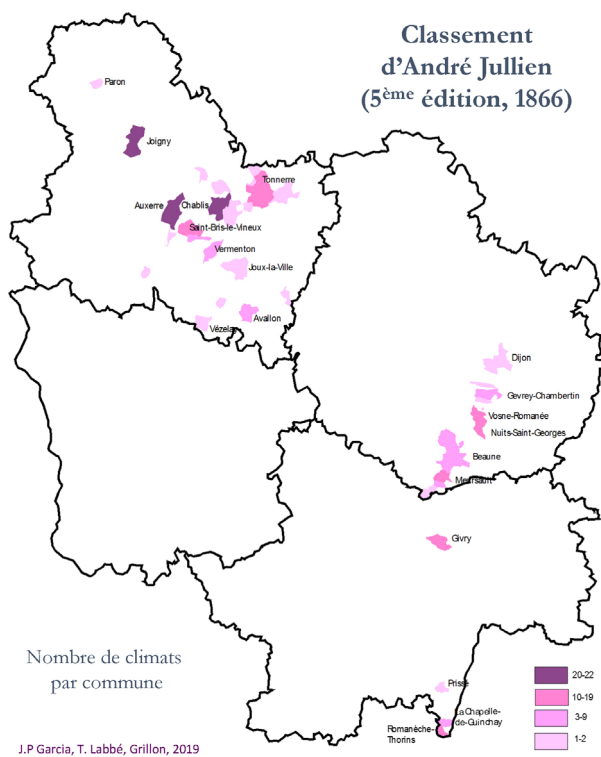 Classement
d'André Jullien
(5ème édition, 1866)
Paron
Joigny
Tonnerre
Auxerre
Chablis
Saint-Bris-le-Vineux
Vermenton
Joux-la-Ville
Avallon
Vézelay
Dijon
Gevrey-Chambertin
Vosne-Romanée
Nuits-Saint-Georges
Beaune
Meursault
Givry
Nombre de climats
par commune
Prissé
La Chapelle-
de-Guinchay
Romanèche-
Thorins
20-22
10-19
3-9
1-2
J.P Garcia, T. Labbé, Grillon, 2019